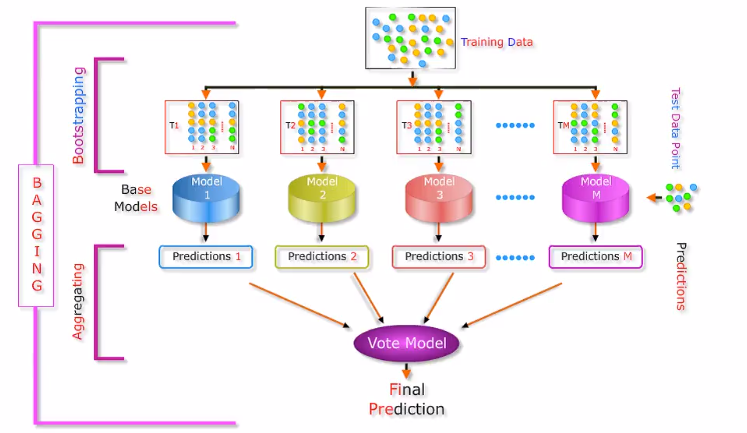 Training Data
Bootstrapping
T1
1 2 3 N
T2
1 2 3 N
T3
1 2 3 N
TM
1 2 3 N
Test Data Point
BAGGING
Base
Models
Model
1
Model
2
Model
3
Model
M
Predictions 1
Predictions 2
Predictions 3
Predictions M
Predictions
Aggregating
Vote Model
Final
Prediction